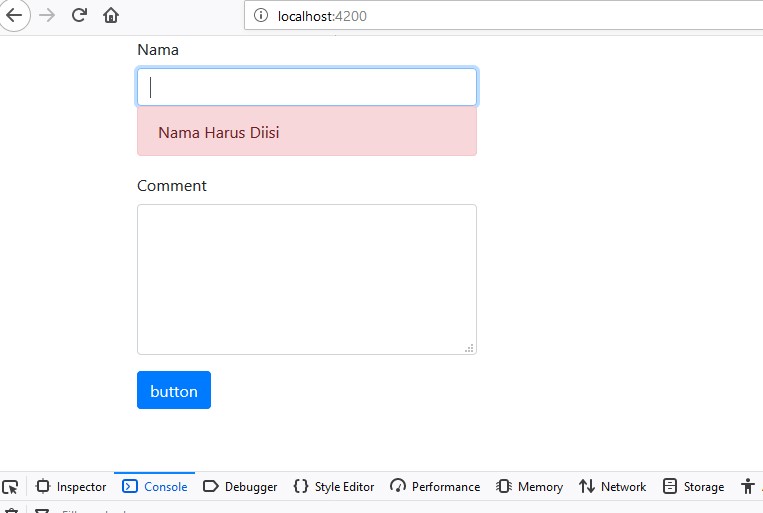 localhost:4200
Nama
Nama Harus Diisi
Comment
button
Inspector Console Debugger Style Editor Performance Memory Network Storage